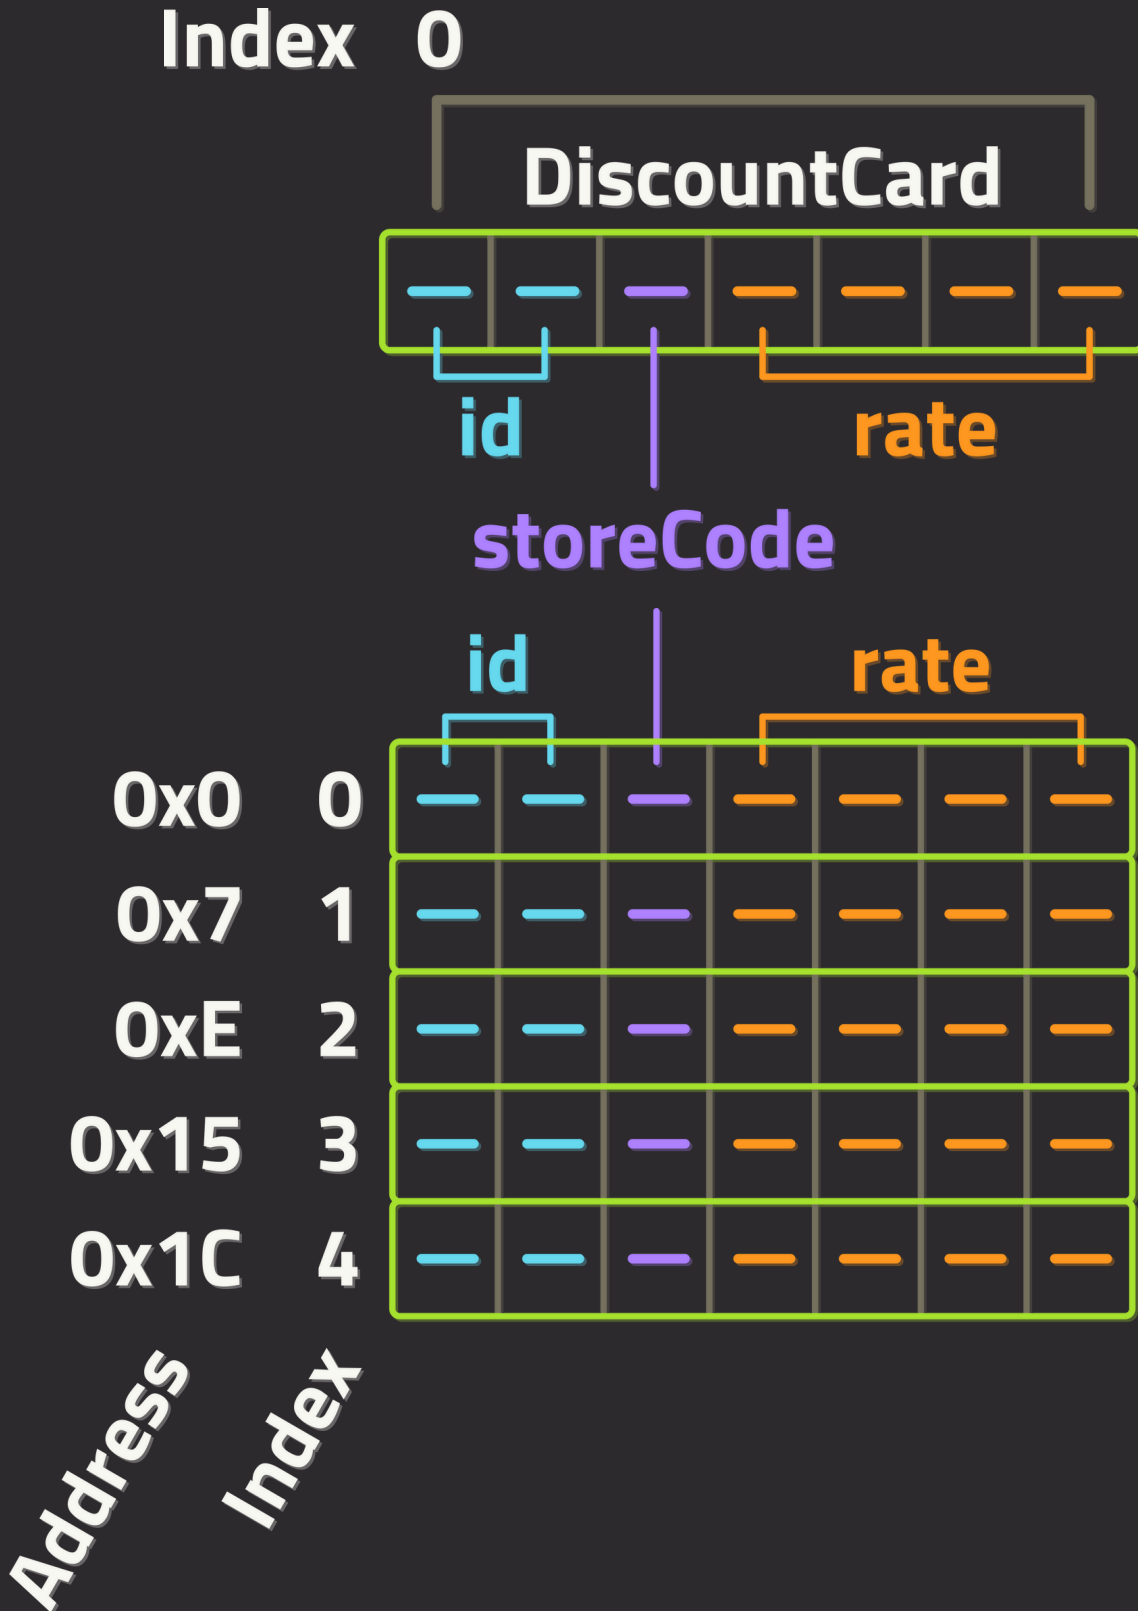 Index 0
DiscountCard
id rate
storeCode
id rate
0x0 0
0x7 1
0xE 2
0x15 3
0x1C 4
Address Index